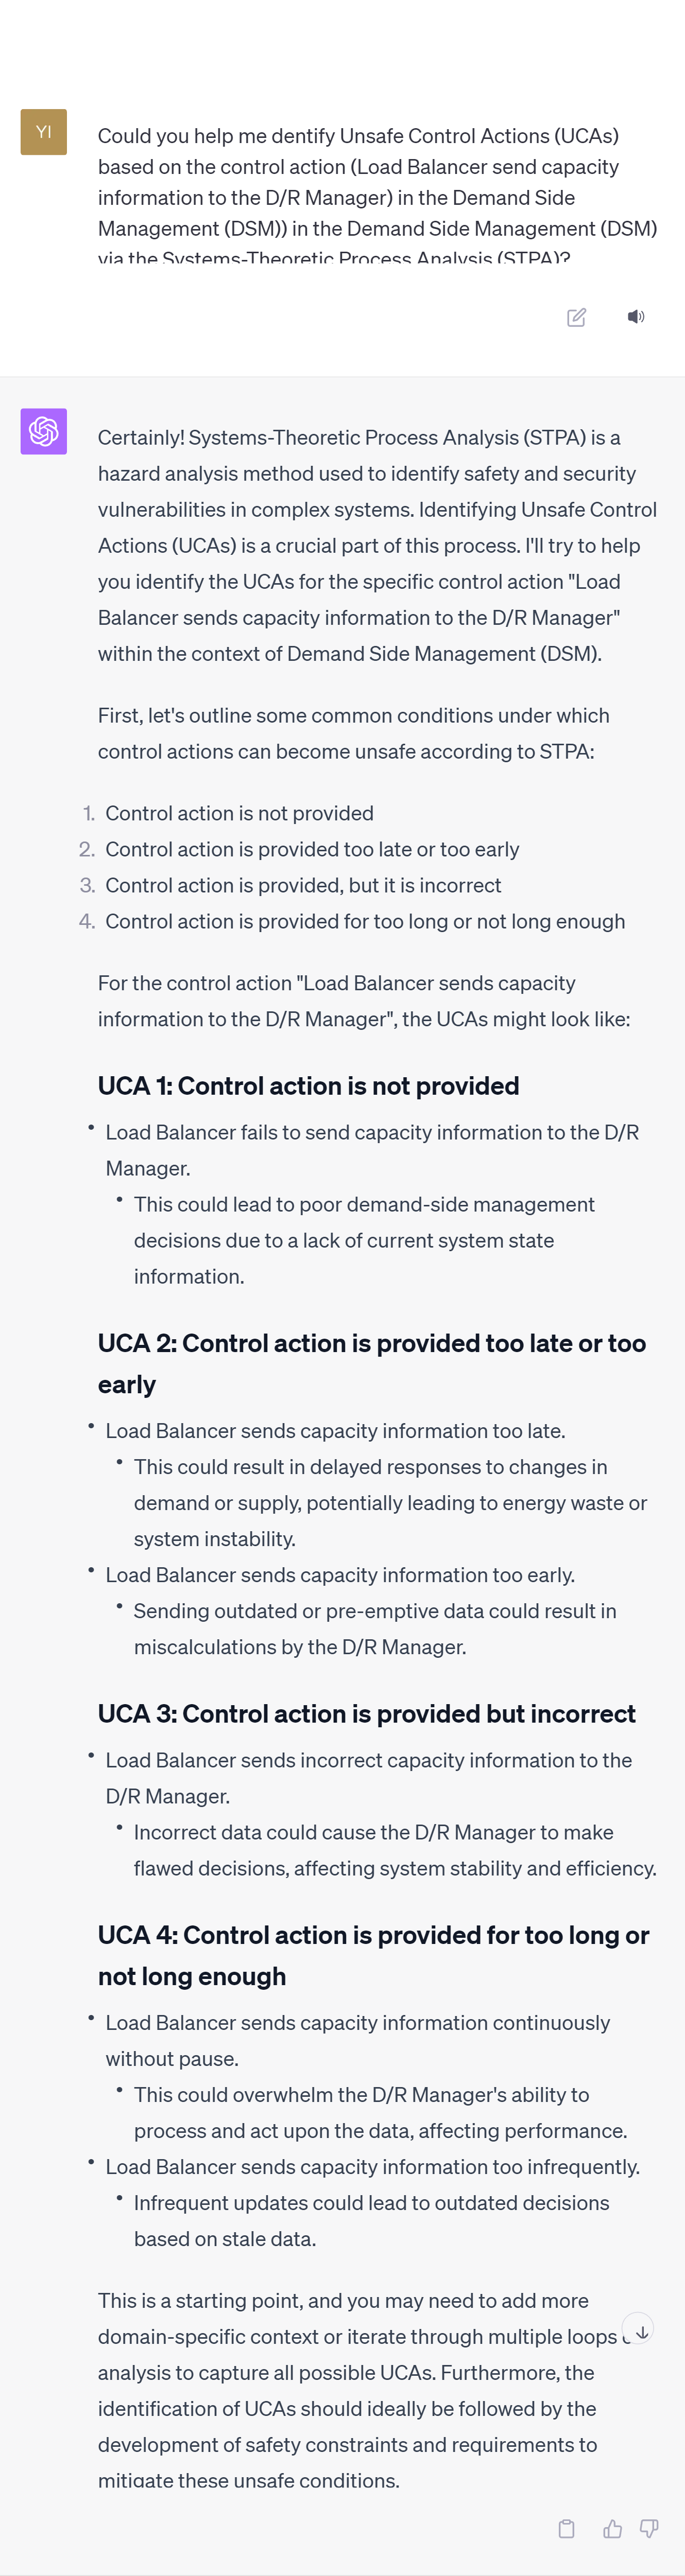 YI
Could you help me dentify Unsafe Control Actions (UCAs)
based on the control action (Load Balancer send capacity
information to the D/R Manager) in the Demand Side
Management (DSM)) in the Demand Side Management (DSM)
via the Systems-Theoretic Process Analysis (STPA)?
Certainly! Systems-Theoretic Process Analysis (STPA) is a
hazard analysis method used to identify safety and security
vulnerabilities in complex systems. Identifying Unsafe Control
Actions (UCAs) is a crucial part of this process. I'll try to help
you identify the UCAs for the specific control action "Load
Balancer sends capacity information to the D/R Manager"
within the context of Demand Side Management (DSM).
First, let's outline some common conditions under which
control actions can become unsafe according to STPA:
1. Control action is not provided
2. Control action is provided too late or too early
3. Control action is provided, but it is incorrect
4. Control action is provided for too long or not long enough
For the control action "Load Balancer sends capacity
information to the D/R Manager", the UCAs might look like:
UCA 1: Control action is not provided
• Load Balancer fails to send capacity information to the D/R
Manager.
• This could lead to poor demand-side management
decisions due to a lack of current system state
information.
UCA 2: Control action is provided too late or too
early
• Load Balancer sends capacity information too late.
• This could result in delayed responses to changes in
demand or supply, potentially leading to energy waste or
system instability.
• Load Balancer sends capacity information too early.
• Sending outdated or pre-emptive data could result in
miscalculations by the D/R Manager.
UCA 3: Control action is provided but incorrect
• Load Balancer sends incorrect capacity information to the
D/R Manager.
• Incorrect data could cause the D/R Manager to make
flawed decisions, affecting system stability and efficiency.
UCA 4: Control action is provided for too long or
not long enough
• Load Balancer sends capacity information continuously
without pause.
• This could overwhelm the D/R Manager's ability to
process and act upon the data, affecting performance.
• Load Balancer sends capacity information too infrequently.
• Infrequent updates could lead to outdated decisions
based on stale data.
This is a starting point, and you may need to add more
domain-specific context or iterate through multiple loops
analysis to capture all possible UCAs. Furthermore, the
identification of UCAs should ideally be followed by the
development of safety constraints and requirements to
mitigate these unsafe conditions.